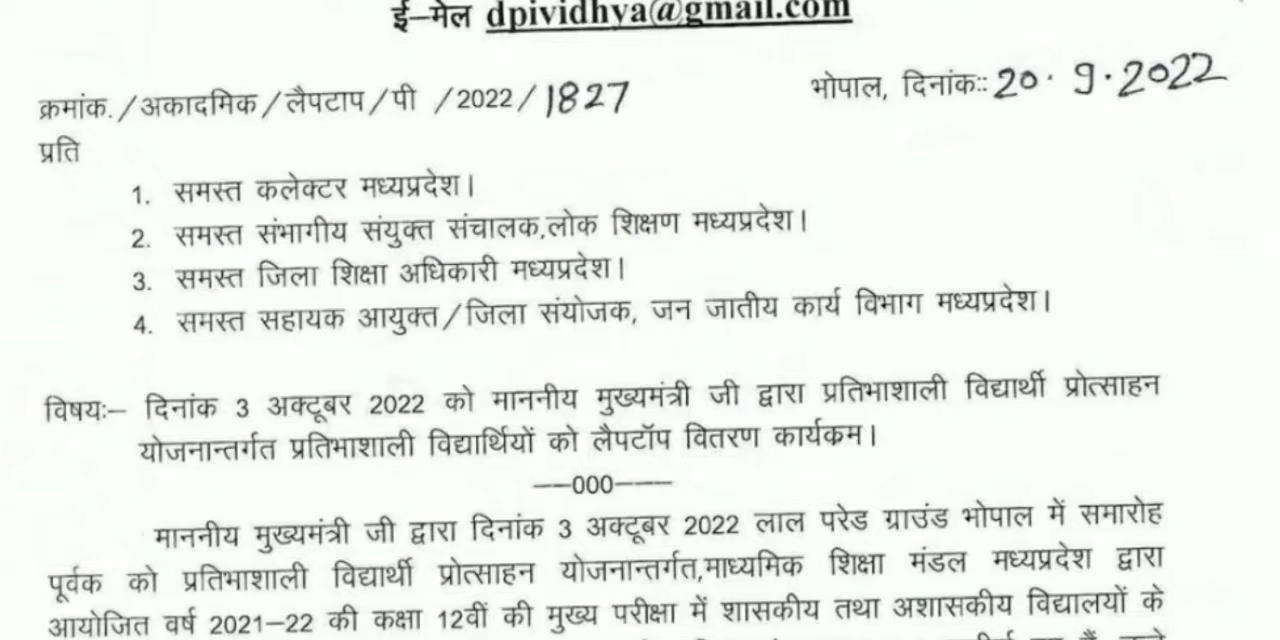 ई–मेल dpividhya@gmail.com
क्रमांक./अकादमिक/लैपटाप/पी /2022/1827 भोपाल, दिनांकः: 20.9.2022
प्रति
1. समस्त कलेक्टर मध्यप्रदेश।
2. समस्त संभागीय संयुक्त संचालक,लोक शिक्षण मध्यप्रदेश।
3. समस्त जिला शिक्षा अधिकारी मध्यप्रदेश।
4. समस्त सहायक आयुक्त/जिला संयोजक, जन जातीय कार्य विभाग मध्यप्रदेश।
विषयः– दिनांक 3 अक्टूबर 2022 को माननीय मुख्यमंत्री जी द्वारा प्रतिभाशाली विद्यार्थी प्रोत्साहन
योजनान्तर्गत प्रतिभाशाली विद्यार्थियों को लैपटॉप वितरण कार्यकम।
––000–––
माननीय मुख्यमंत्री जी द्वारा दिनांक 3 अक्टूबर 2022 लाल परेड ग्राउंड भोपाल में समारोह
पूर्वक को प्रतिभाशाली विद्यार्थी प्रोत्साहन योजनान्तर्गत,माध्यमिक शिक्षा मंडल मध्यप्रदेश द्वारा
आयोजित वर्ष 2021–22 की कक्षा 12वीं की मुख्य परीक्षा में शासकीय तथा अशासकीय विद्यालयों के